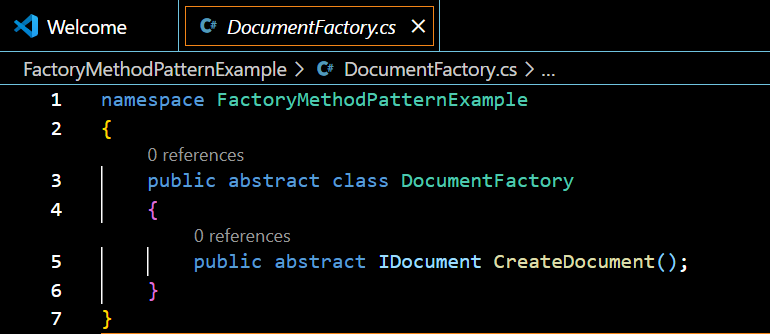 Welcome
DocumentFactory.cs
FactoryMethodPatternExample > DocumentFactory.cs > ...
1 namespace FactoryMethodPatternExample
2 {
0 references
3 public abstract class DocumentFactory
4 {
0 references
5 public abstract IDocument CreateDocument();
6 }
7 }